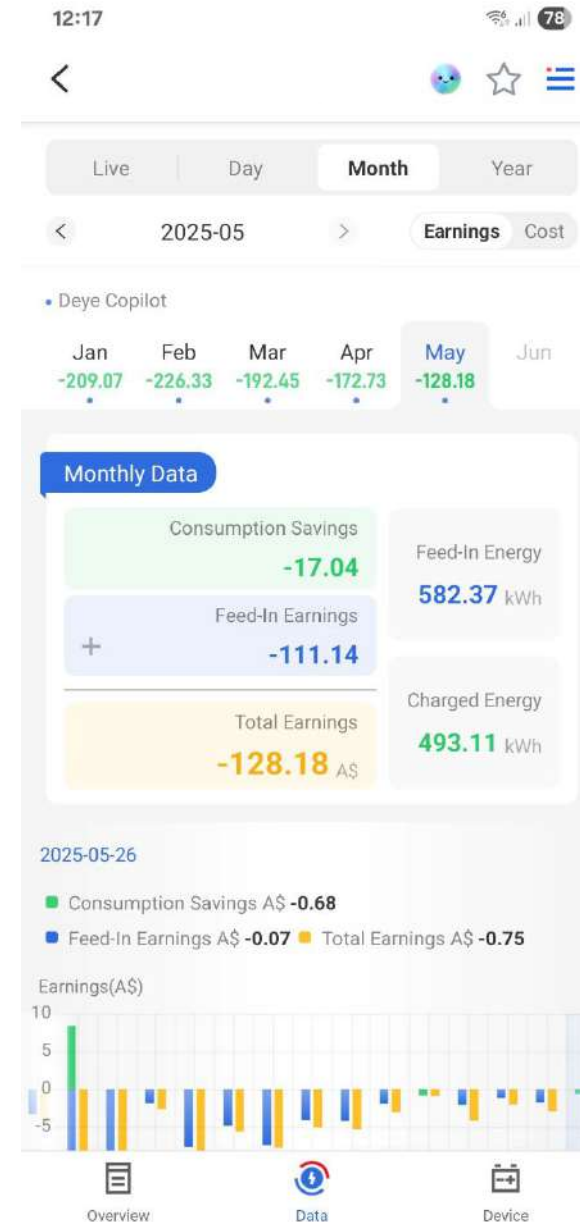 12:17
78
Live Day Month Year
2025-05 Earnings Cost
Deye Copilot
Jan Feb Mar Apr May Jun
-209.07 -226.33 -192.45 -172.73 -128.18
Monthly Data
Consumption Savings
-17.04
Feed-In Energy
582.37 kWh
Feed-In Earnings
+ -111.14
Total Earnings
-128.18 A$
Charged Energy
493.11 kWh
2025-05-26
Consumption Savings A$ -0.68
Feed-In Earnings A$ -0.07 Total Earnings A$ -0.75
Earnings(A$)
10
5
0
-5
Overview Data Device